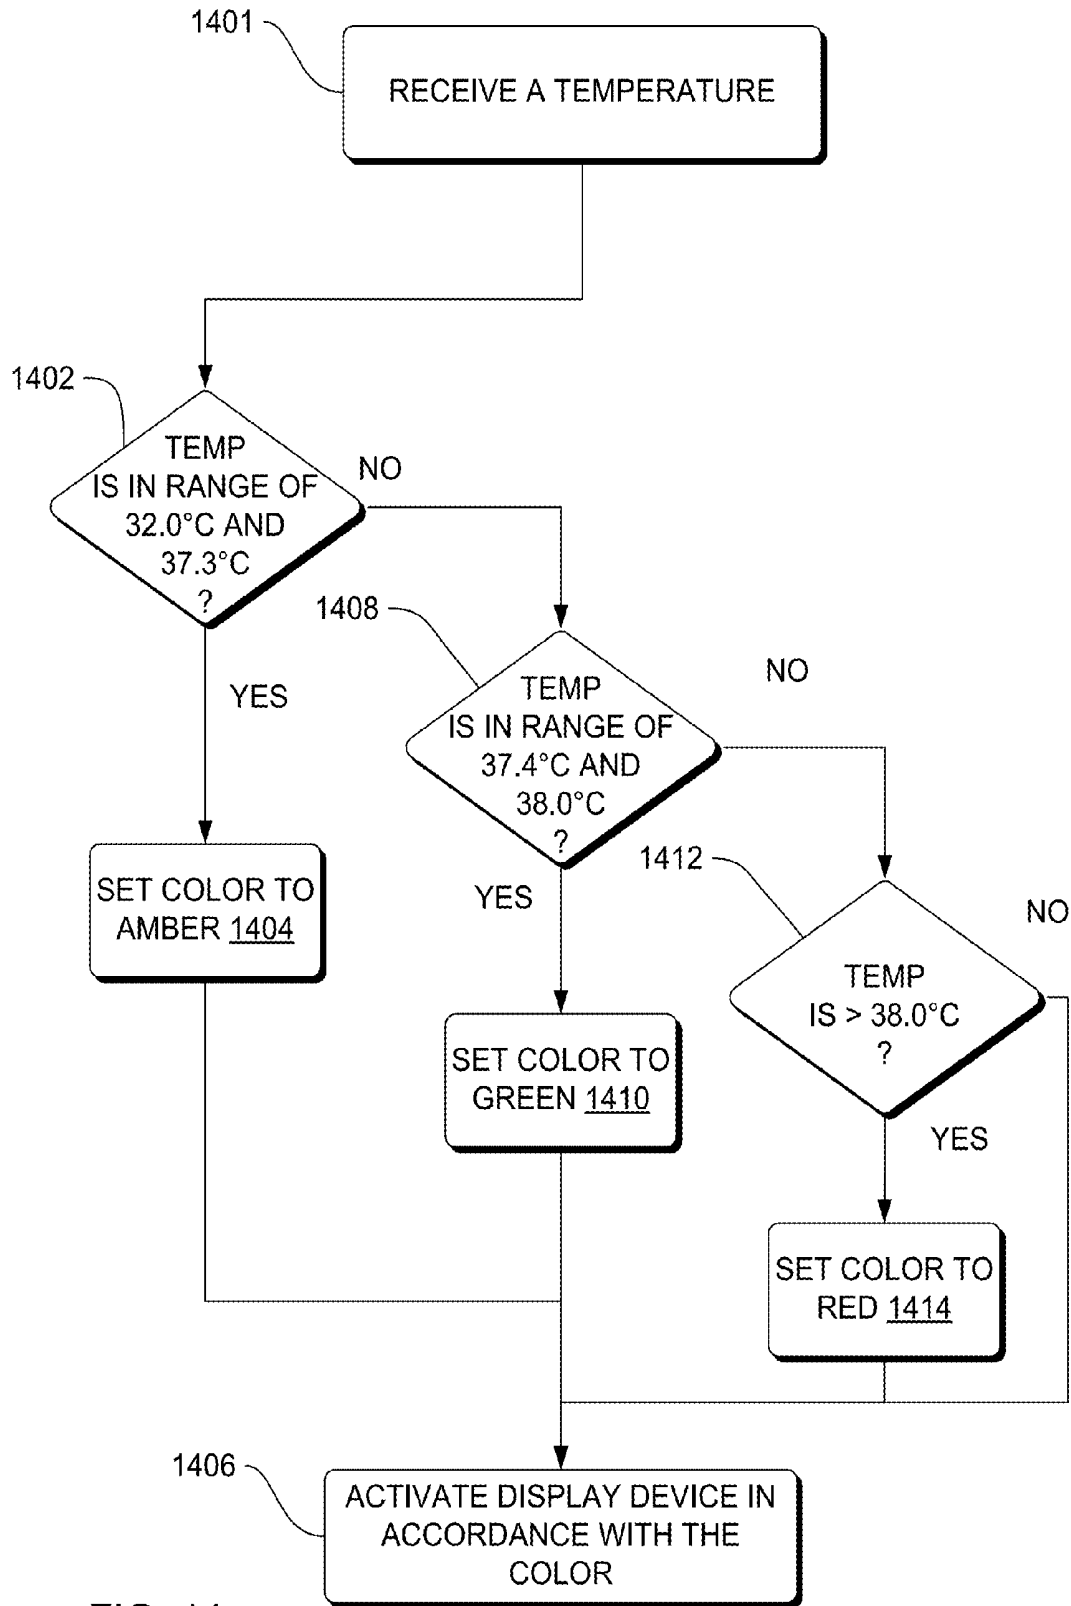 1401
RECEIVE A TEMPERATURE
1402
TEMP
IS IN RANGE OF
32.0°C AND
37.3°C
?
NO
YES
1408
TEMP
IS IN RANGE OF
37.4°C AND
38.0°C
?
NO
YES
SET COLOR TO
AMBER 1404
1412
TEMP
IS > 38.0°C
?
NO
YES
SET COLOR TO
GREEN 1410
SET COLOR TO
RED 1414
1406
ACTIVATE DISPLAY DEVICE IN
ACCORDANCE WITH THE
COLOR